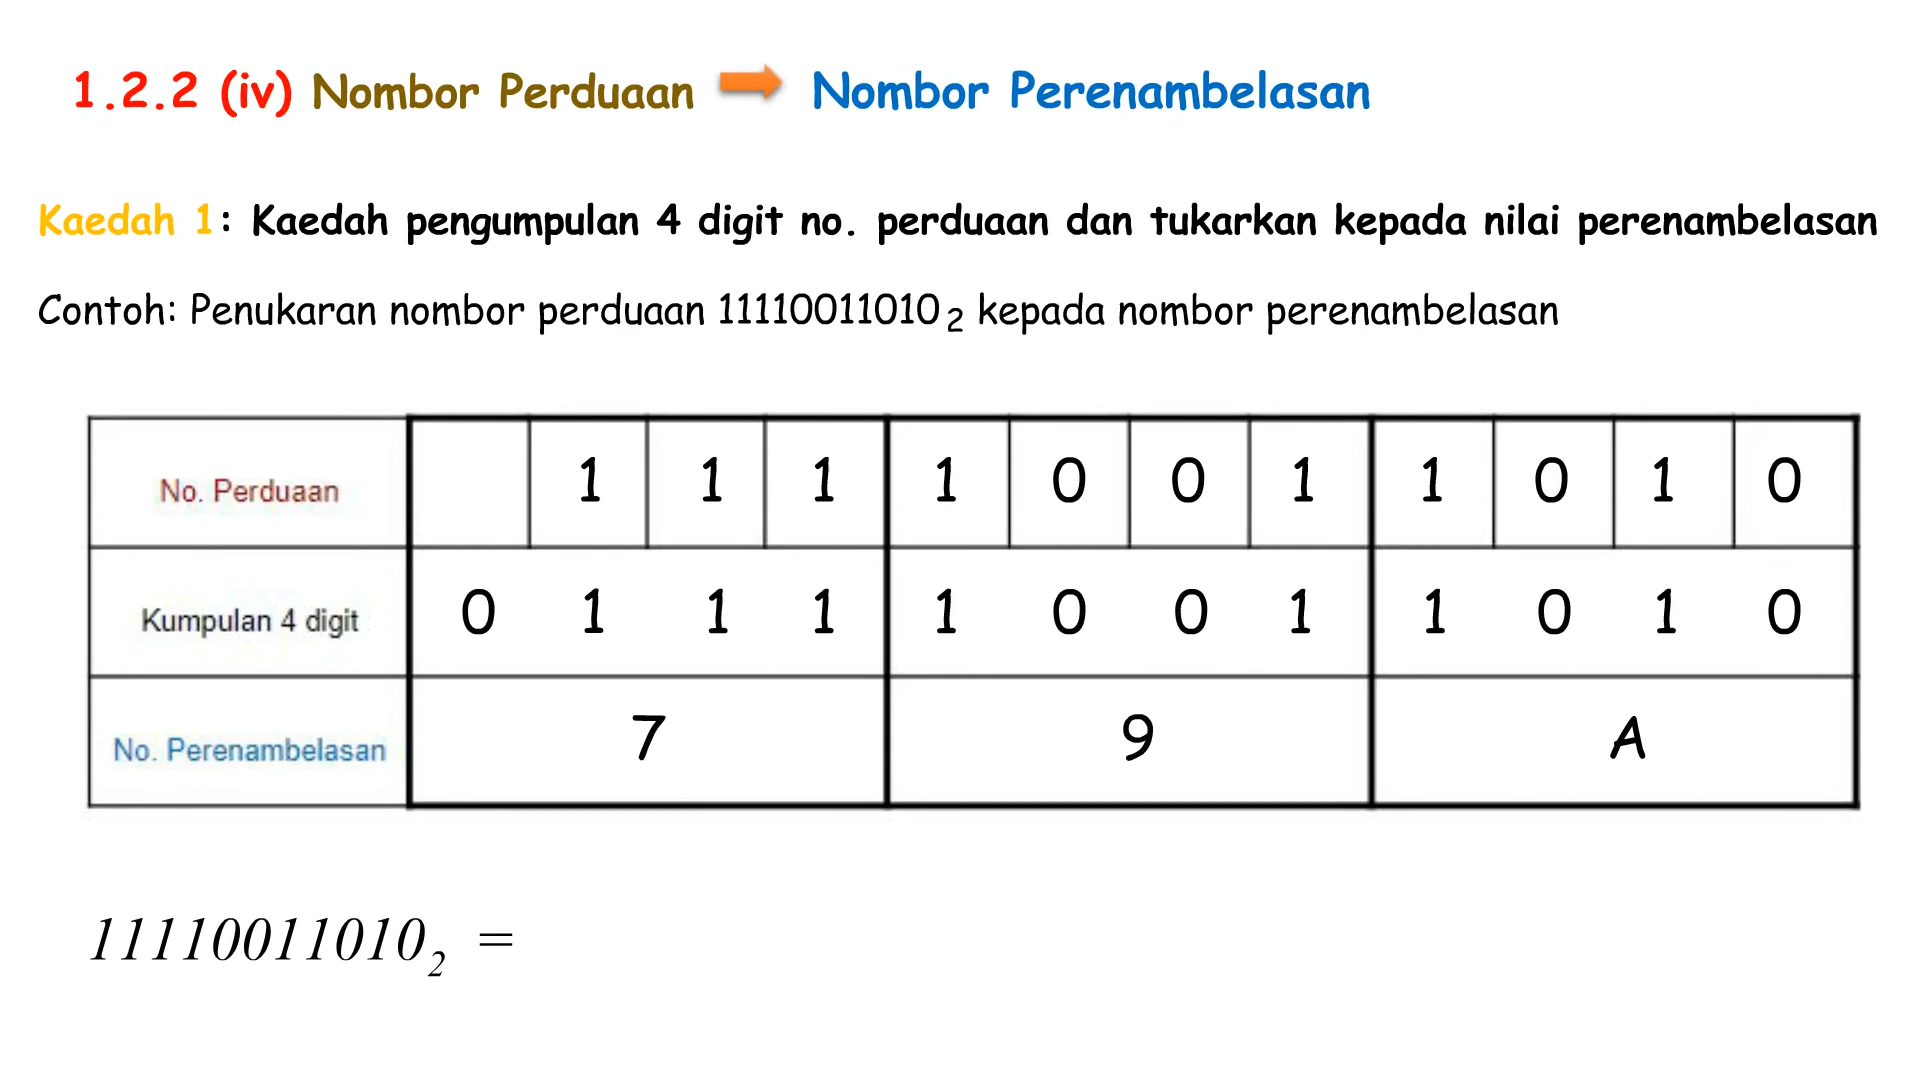 1.2.2 (iv) Nombor Perduaan Nombor Perenambelasan
Kaedah 1: Kaedah pengumpulan 4 digit no. perduaan dan tukarkan kepada nilai perenambelasan
Contoh: Penukaran nombor perduaan 11110011010₂ kepada nombor perenambelasan
No. Perduaan 1 1 1 1 0 0 1 1 0 1 0
Kumpulan 4 digit 0 1 1 1 1 0 0 1 1 0 1 0
No. Perenambelasan 7 9 A
11110011010₂ =